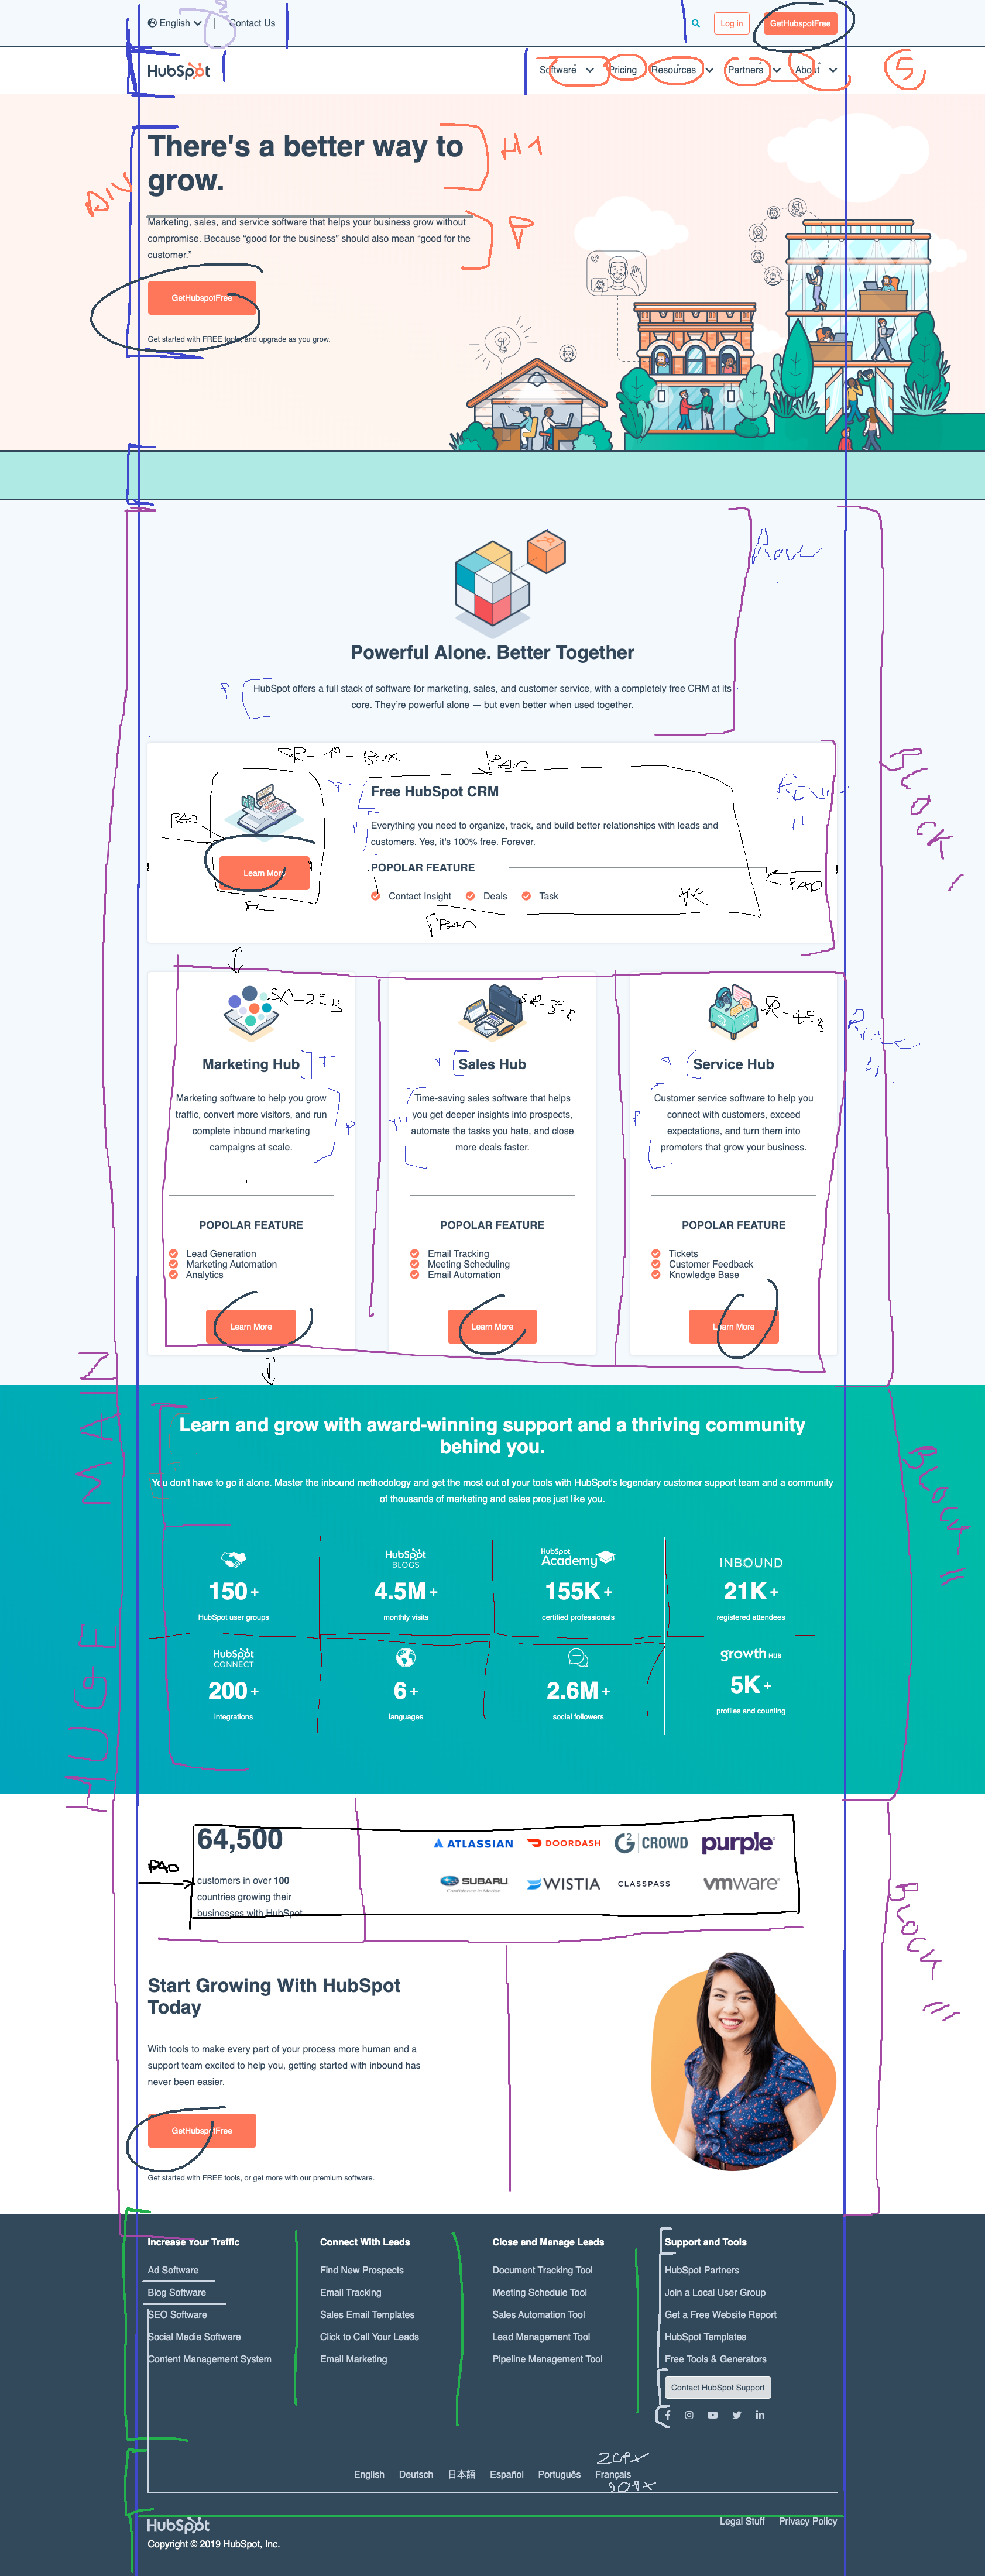 English
2
Contact Us
Log in
GetHubspotFree
HubSpot
Software
Pricing
Resources
Partners
About
5
There's a better way to
grow.
H1
DIV
Marketing, sales, and service software that helps your business grow without
compromise. Because “good for the business” should also mean “good for the
customer.”
P
GetHubspotFree
Get started with FREE tools, and upgrade as you grow.
Row
I
Powerful Alone. Better Together
P
HubSpot offers a full stack of software for marketing, sales, and customer service, with a completely free CRM at its
core. They’re powerful alone — but even better when used together.
BLOCK I
SP-1º-BOX
PAD
Row
II
T
Free HubSpot CRM
PAD
P
Everything you need to organize, track, and build better relationships with leads and
customers. Yes, it's 100% free. Forever.
Learn More
POPOLAR FEATURE
PAD
Contact Insight
Deals
Task
FL
FR
PAD
SP-2º-B
SP-3º-B
SP-4º-B
Row
III
Marketing Hub
T
Marketing software to help you grow
traffic, convert more visitors, and run
complete inbound marketing
campaigns at scale.
P
POPOLAR FEATURE
Lead Generation
Marketing Automation
Analytics
Learn More
T
Sales Hub
P
Time-saving sales software that helps
you get deeper insights into prospects,
automate the tasks you hate, and close
more deals faster.
POPOLAR FEATURE
Email Tracking
Meeting Scheduling
Email Automation
Learn More
Service Hub
P
Customer service software to help you
connect with customers, exceed
expectations, and turn them into
promoters that grow your business.
POPOLAR FEATURE
Tickets
Customer Feedback
Knowledge Base
Learn More
HUGE MAIN
BLOCK II
Learn and grow with award-winning support and a thriving community
behind you.
You don't have to go it alone. Master the inbound methodology and get the most out of your tools with HubSpot's legendary customer support team and a community
of thousands of marketing and sales pros just like you.
150+
HubSpot user groups
HubSpot
BLOGS
4.5M+
monthly visits
HubSpot
Academy
155K+
certified professionals
INBOUND
21K+
registered attendees
HubSpot
CONNECT
200+
integrations
6+
languages
2.6M+
social followers
growth HUB
5K+
profiles and counting
BLOCK III
PAD
64,500
customers in over 100
countries growing their
businesses with HubSpot
ATLASSIAN
DOORDASH
G2 CROWD
purple
SUBARU
Confidence in Motion
WISTIA
CLASSPASS
vmware
Start Growing With HubSpot
Today
With tools to make every part of your process more human and a
support team excited to help you, getting started with inbound has
never been easier.
GetHubspotFree
Get started with FREE tools, or get more with our premium software.
Increase Your Traffic
Ad Software
Blog Software
SEO Software
Social Media Software
Content Management System
Connect With Leads
Find New Prospects
Email Tracking
Sales Email Templates
Click to Call Your Leads
Email Marketing
Close and Manage Leads
Document Tracking Tool
Meeting Schedule Tool
Sales Automation Tool
Lead Management Tool
Pipeline Management Tool
Support and Tools
HubSpot Partners
Join a Local User Group
Get a Free Website Report
HubSpot Templates
Free Tools & Generators
Contact HubSpot Support
English
Deutsch
日本語
Español
Português
Français
HubSpot
Copyright © 2019 HubSpot, Inc.
Legal Stuff
Privacy Policy